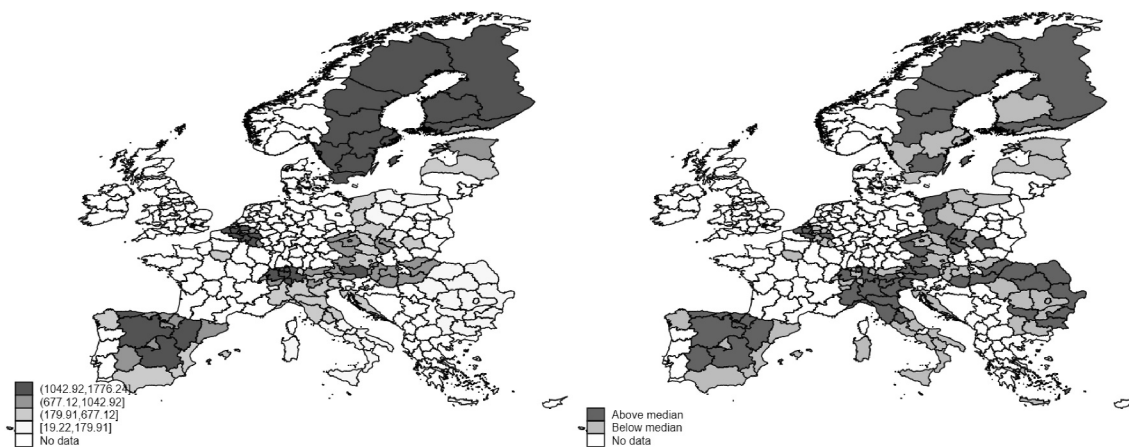 (1042.92,1776.24]
(677.12,1042.92]
(179.91,677.12]
[19.22,179.91]
No data
Above median
Below median
No data